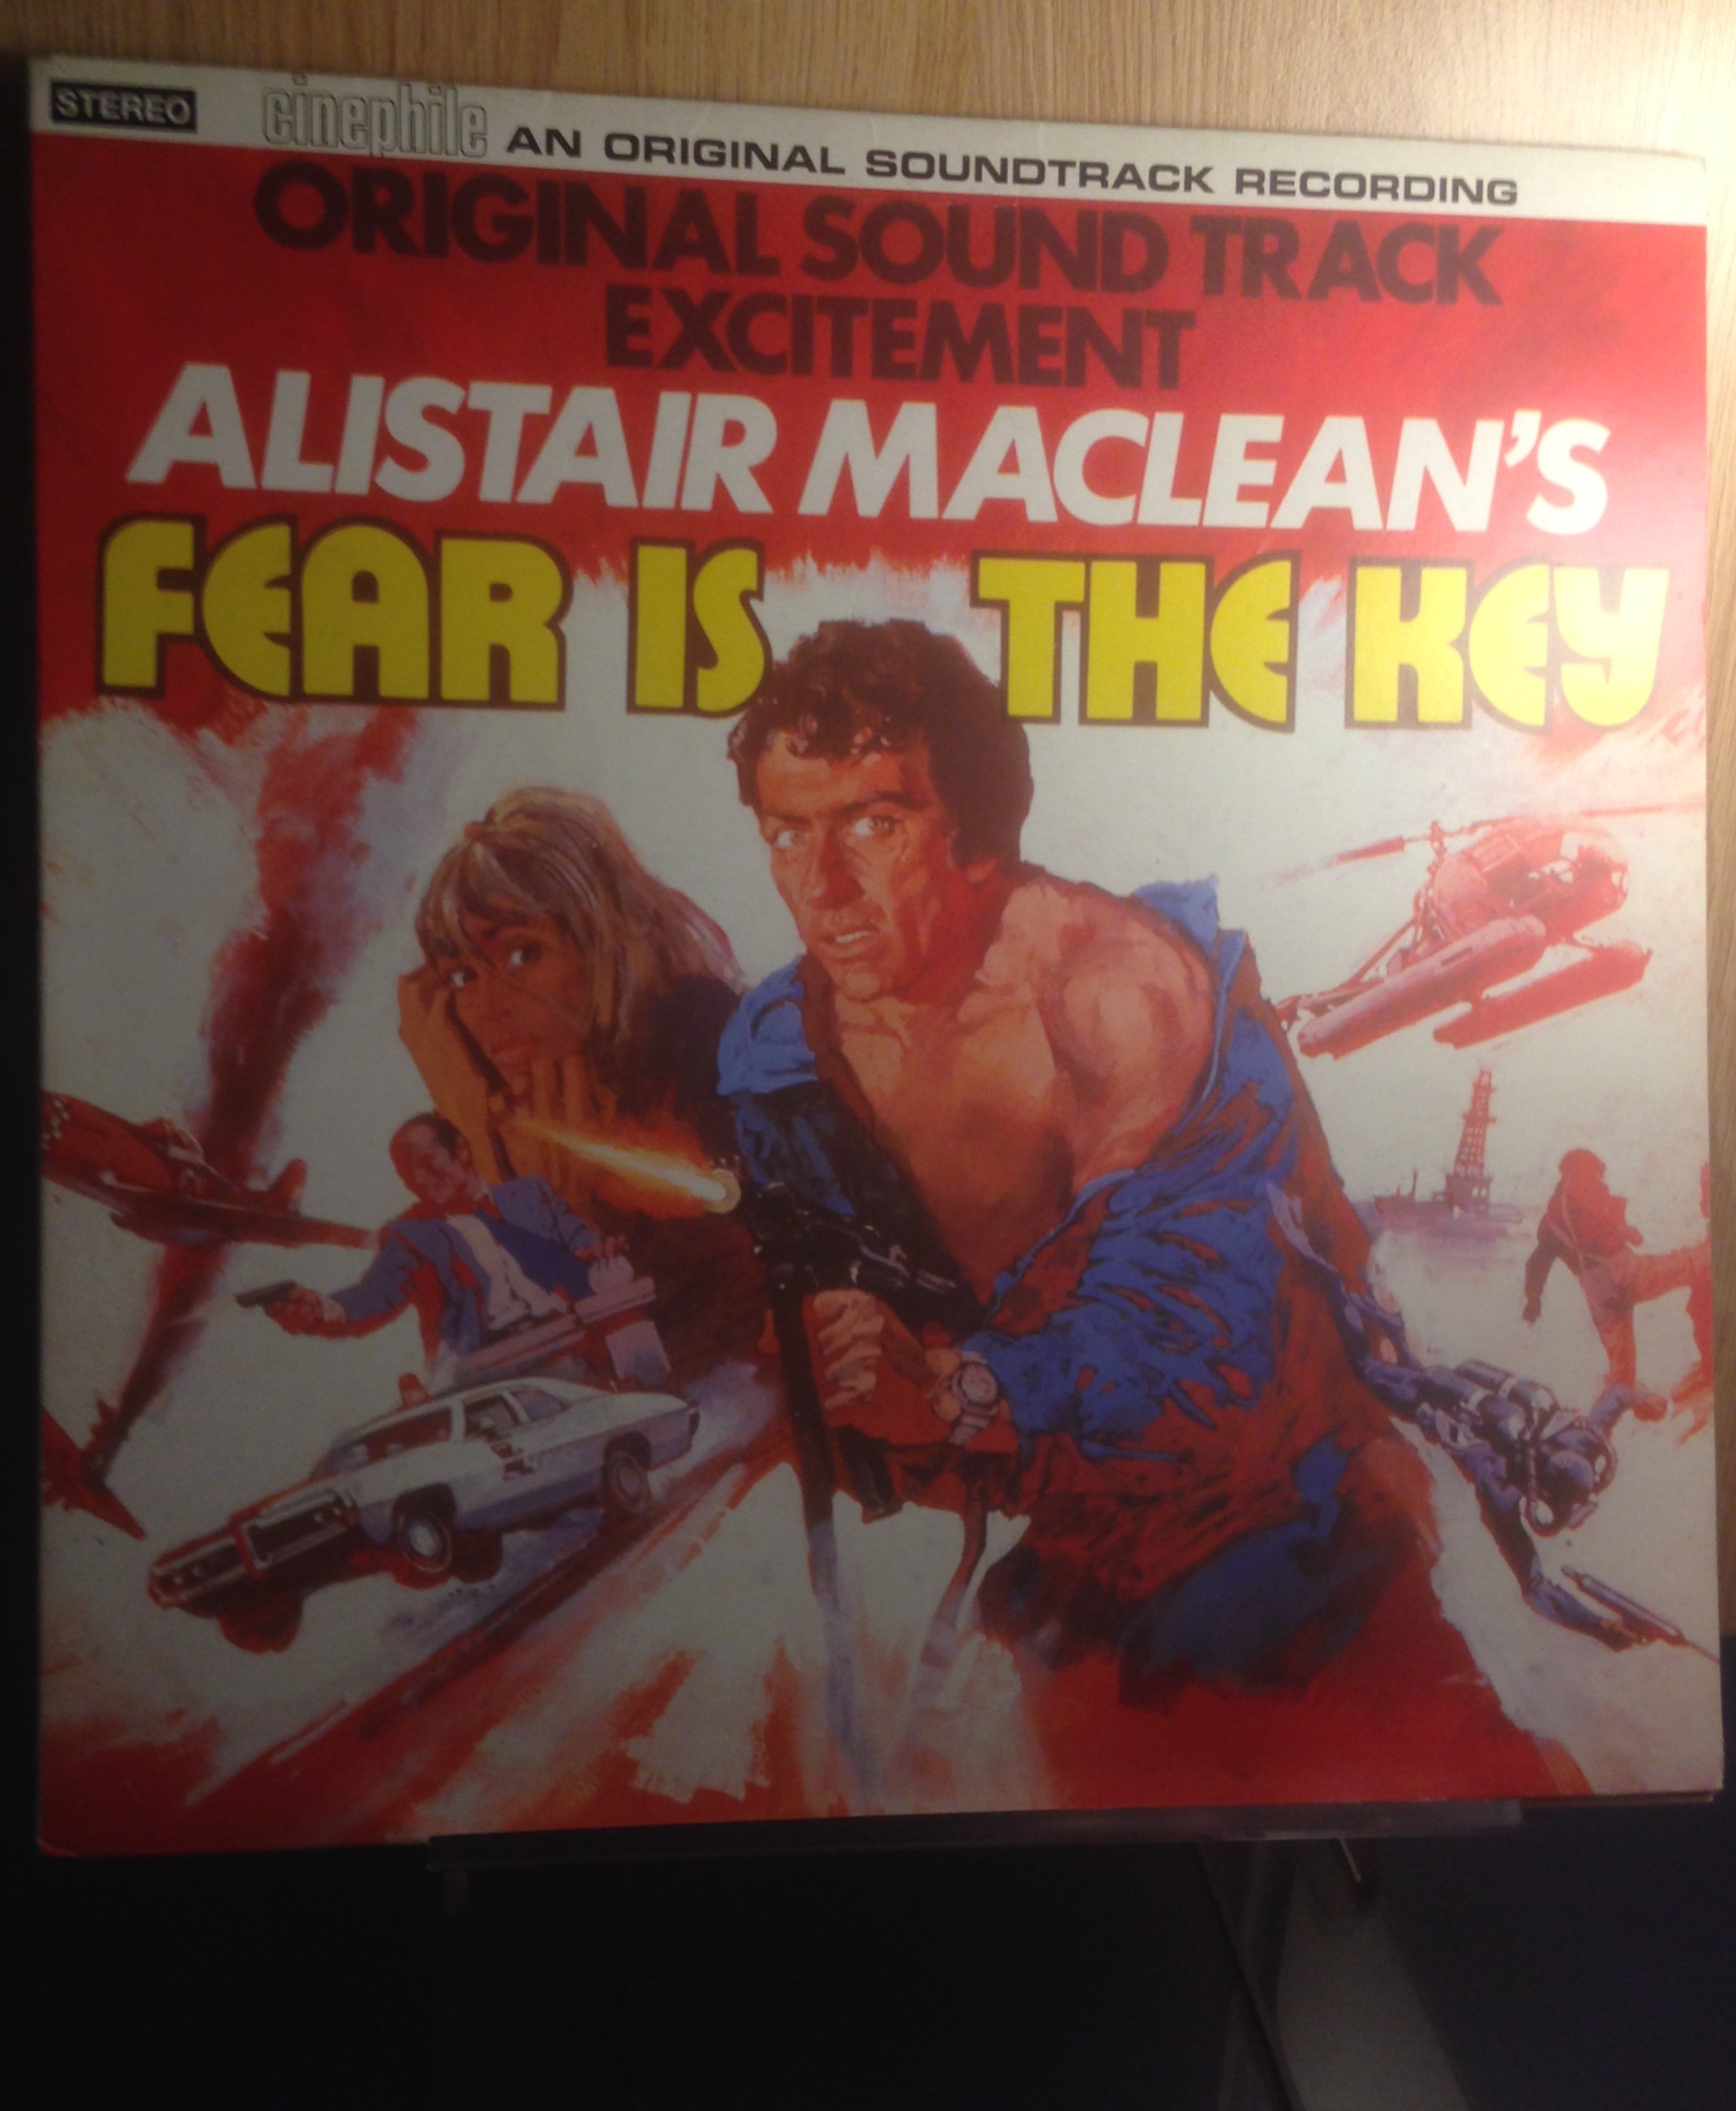 STEREO cinephile AN ORIGINAL SOUNDTRACK RECORDING
ORIGINAL SOUND TRACK
EXCITEMENT
ALISTAIR MACLEAN'S
FEAR IS THE KEY